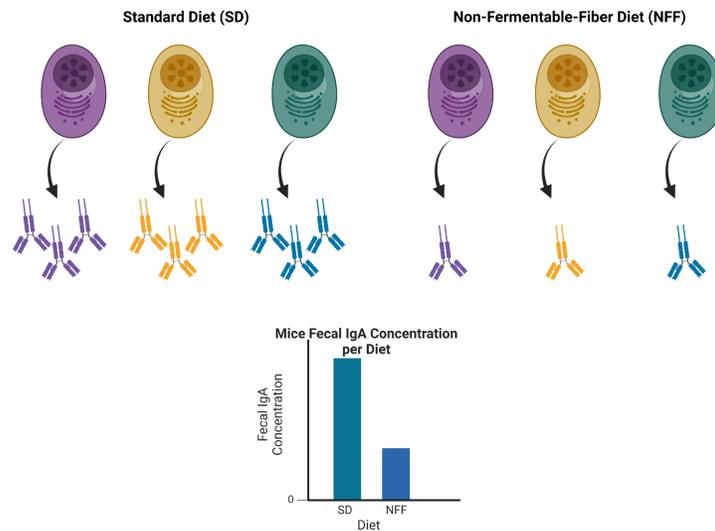 Standard Diet (SD)
Non-Fermentable-Fiber Diet (NFF)
Mice Fecal IgA Concentration
per Diet
Fecal IgA
Concentration
0
SD
NFF
Diet